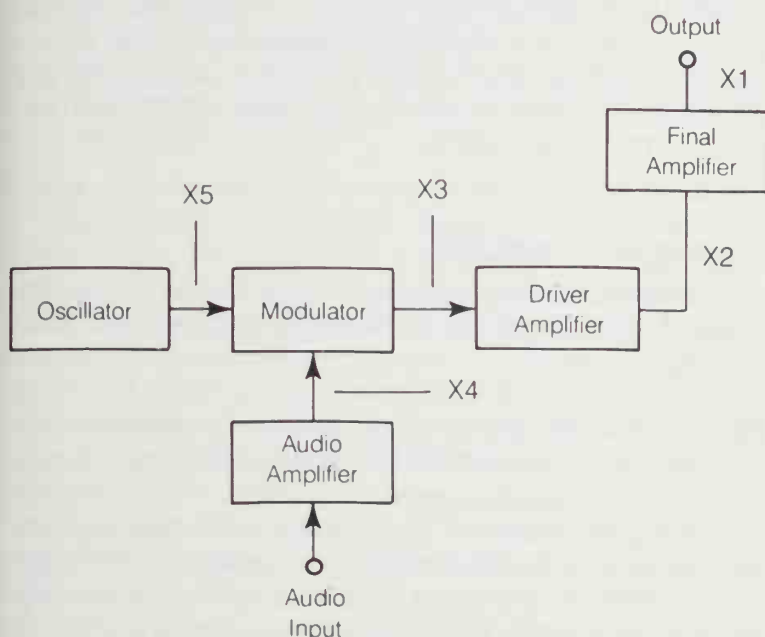 Output
X1
Final
Amplifier
X5
X3
X2
Oscillator
Modulator
Driver
Amplifier
X4
Audio
Amplifier
Audio
Input